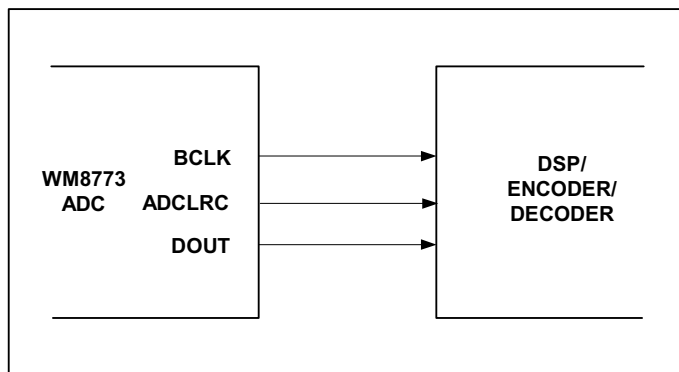 WM8773
ADC
BCLK
ADCLRC
DOUT
DSP/
ENCODER/
DECODER